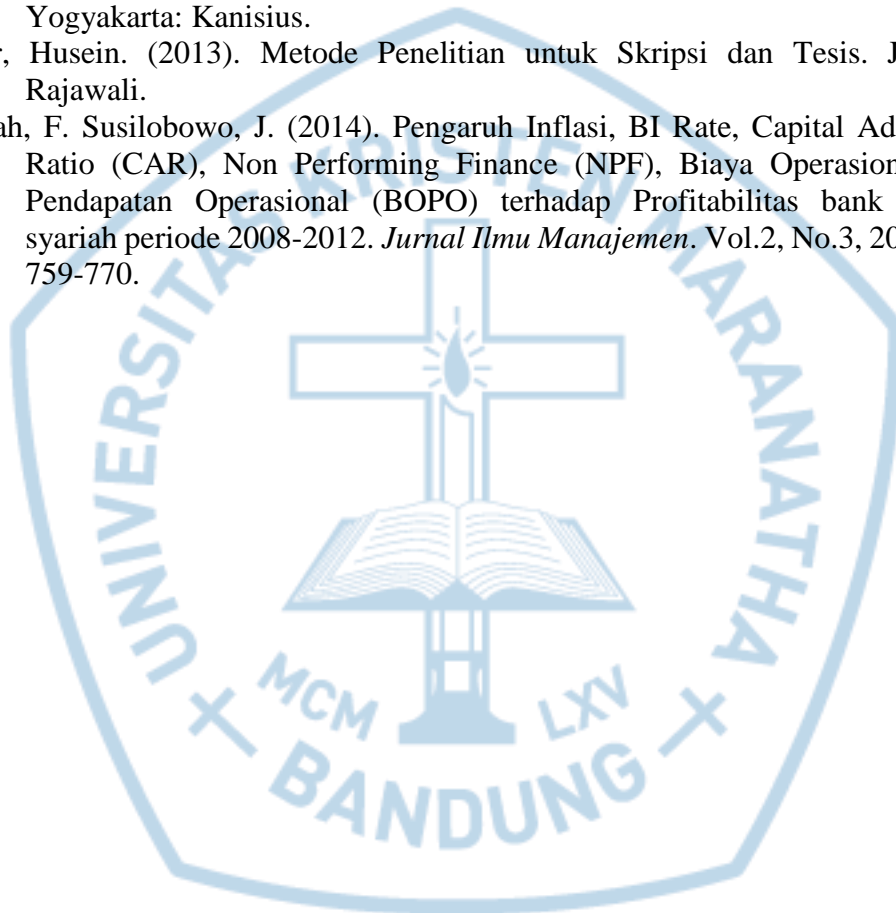 Yogyakarta: Kanisius.
r, Husein. (2013). Metode Penelitian untuk Skripsi dan Tesis. J
Rajawali.
ah, F. Susilobowo, J. (2014). Pengaruh Inflasi, BI Rate, Capital Ad
Ratio (CAR), Non Performing Finance (NPF), Biaya Operasion
Pendapatan Operasional (BOPO) terhadap Profitabilitas bank
syariah periode 2008-2012. Jurnal Ilmu Manajemen. Vol.2, No.3, 20
759-770.
UNIVERSITAS KRISTEN MARANATHA
MCM LXV
BANDUNG